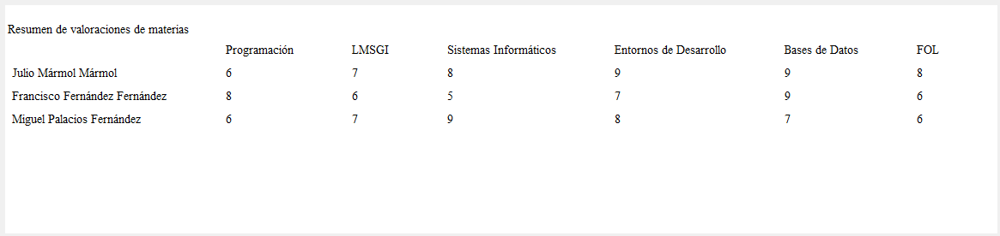 Resumen de valoraciones de materias
Programación LMSGI Sistemas Informáticos Entornos de Desarrollo Bases de Datos FOL
Julio Mármol Mármol 6 7 8 9 9 8
Francisco Fernández Fernández 8 6 5 7 9 6
Miguel Palacios Fernández 6 7 9 8 7 6